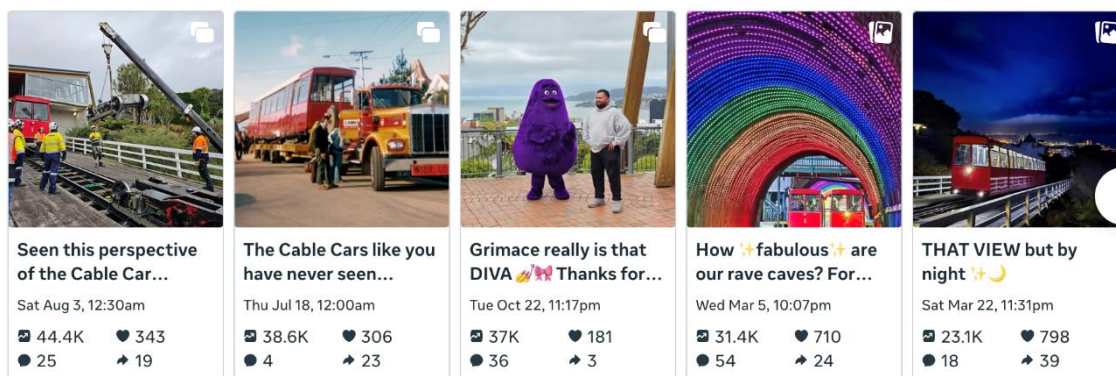 Seen this perspective
of the Cable Car...
Sat Aug 3, 12:30am
44.4K 343
25 19
The Cable Cars like you
have never seen...
Thu Jul 18, 12:00am
38.6K 306
4 23
Grimace really is that
DIVA 💅🎀 Thanks for...
Tue Oct 22, 11:17pm
37K 181
36 3
How ✨fabulous✨ are
our rave caves? For...
Wed Mar 5, 10:07pm
31.4K 710
54 24
THAT VIEW but by
night ✨🌙
Sat Mar 22, 11:31pm
23.1K 798
18 39